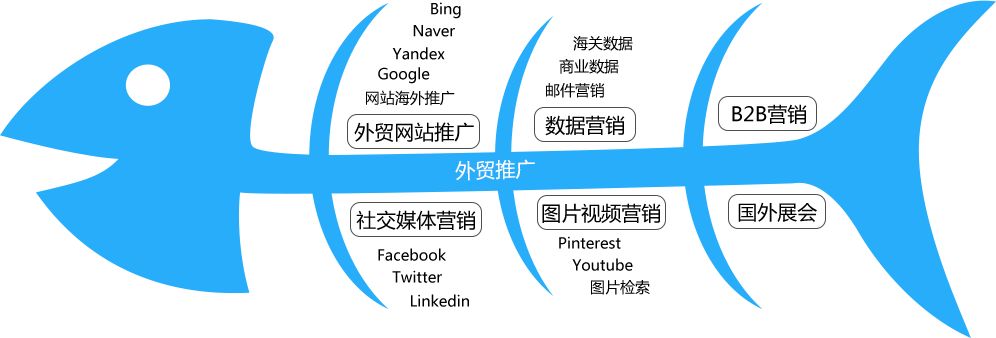 Bing
Naver
Yandex
Google
网站海外推广
外贸网站推广
海关数据
商业数据
邮件营销
数据营销
B2B营销
外贸推广
社交媒体营销
Facebook
Twitter
Linkedin
图片视频营销
Pinterest
Youtube
图片检索
国外展会